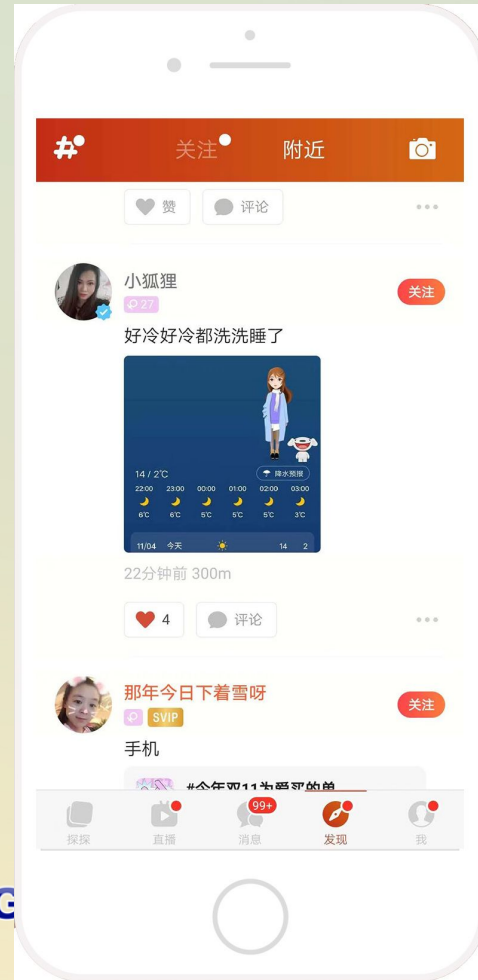 关注
附近
赞
评论
小狐狸
关注
27
好冷好冷都洗洗睡了
14 / 2℃
降水预报
22:00 23:00 00:00 01:00 02:00 03:00
6℃ 6℃ 5℃ 5℃ 5℃ 3℃
11/04 今天 14 2
22分钟前 300m
4
评论
那年今日下着雪呀
关注
SVIP
手机
#今年双11为爱买的单
99+
探探
直播
消息
发现
我
G